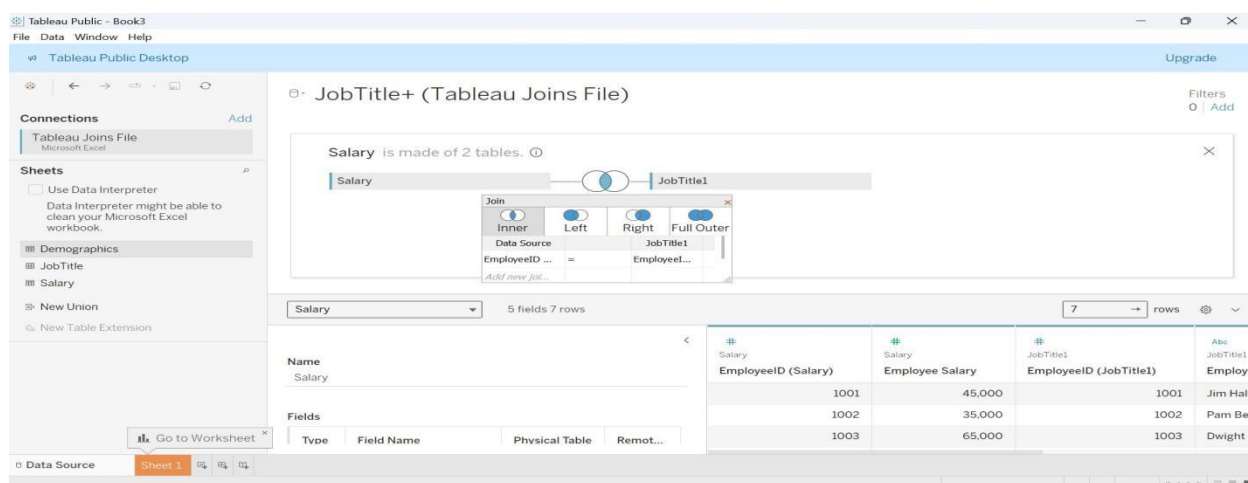 Tableau Public - Book3
File Data Window Help
Tableau Public Desktop
Upgrade
JobTitle+ (Tableau Joins File)
Filters
0 Add
Connections
Add
Tableau Joins File
Microsoft Excel
Sheets
Use Data Interpreter
Data Interpreter might be able to
clean your Microsoft Excel
workbook.
Demographics
JobTitle
Salary
New Union
New Table Extension
Salary is made of 2 tables.
Salary
JobTitle1
Join
Inner Left Right Full Outer
Data Source JobTitle1
EmployeeID ... = EmployeeI...
Add new joi...
Salary
5 fields 7 rows
7 → rows
Name
Salary
Fields
Type Field Name Physical Table Remot...
# # # Abc
Salary Salary JobTitle1 JobTitle1
EmployeeID (Salary) Employee Salary EmployeeID (JobTitle1) Employ
1001 45,000 1001 Jim Hal
1002 35,000 1002 Pam Be
1003 65,000 1003 Dwight
Go to Worksheet
Data Source Sheet 1